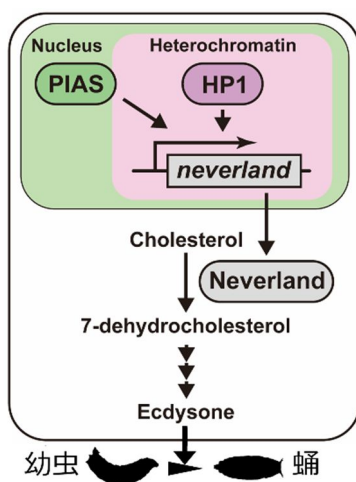 Nucleus
Heterochromatin
PIAS
HP1
neverland
Cholesterol
Neverland
7-dehydrocholesterol
Ecdysone
幼虫
蛹